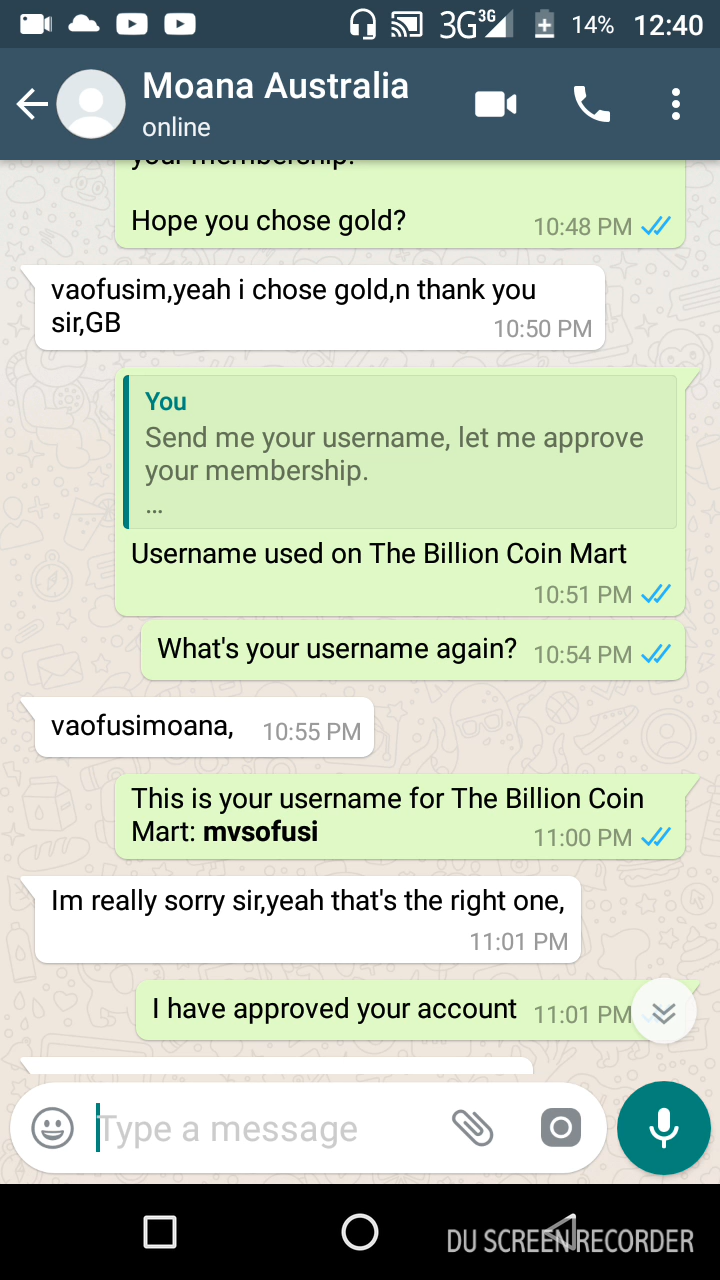 3G 3G 14% 12:40
Moana Australia
online
your membership.
Hope you chose gold? 10:48 PM
vaofusim,yeah i chose gold,n thank you
sir,GB 10:50 PM
You
Send me your username, let me approve
your membership.
...
Username used on The Billion Coin Mart
10:51 PM
What's your username again? 10:54 PM
vaofusimoana, 10:55 PM
This is your username for The Billion Coin
Mart: mvsofusi 11:00 PM
Im really sorry sir,yeah that's the right one,
11:01 PM
I have approved your account 11:01 PM
Type a message
DU SCREEN RECORDER